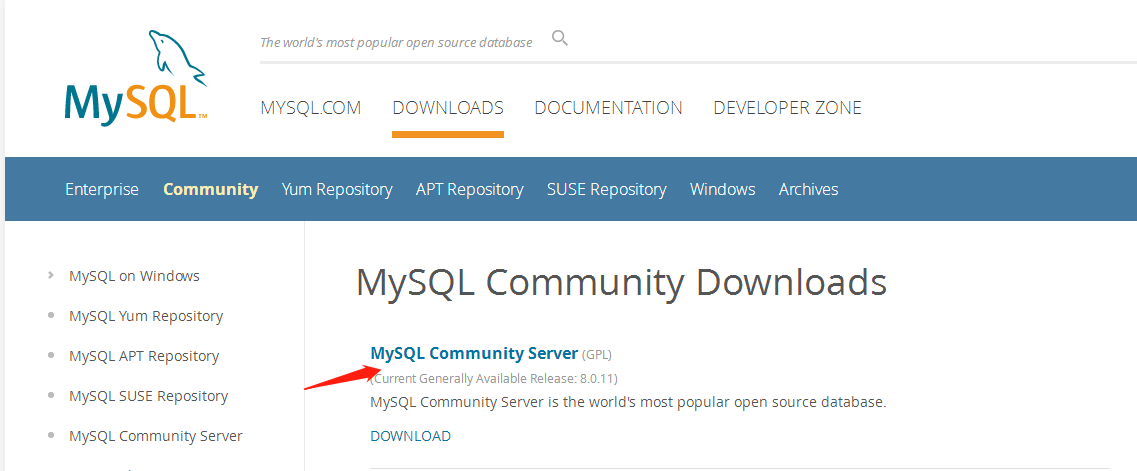 MySQL™
The world's most popular open source database
MYSQL.COM DOWNLOADS DOCUMENTATION DEVELOPER ZONE
Enterprise Community Yum Repository APT Repository SUSE Repository Windows Archives
MySQL on Windows
MySQL Yum Repository
MySQL APT Repository
MySQL SUSE Repository
MySQL Community Server
MySQL Community Downloads
MySQL Community Server (GPL)
(Current Generally Available Release: 8.0.11)
MySQL Community Server is the world's most popular open source database.
DOWNLOAD